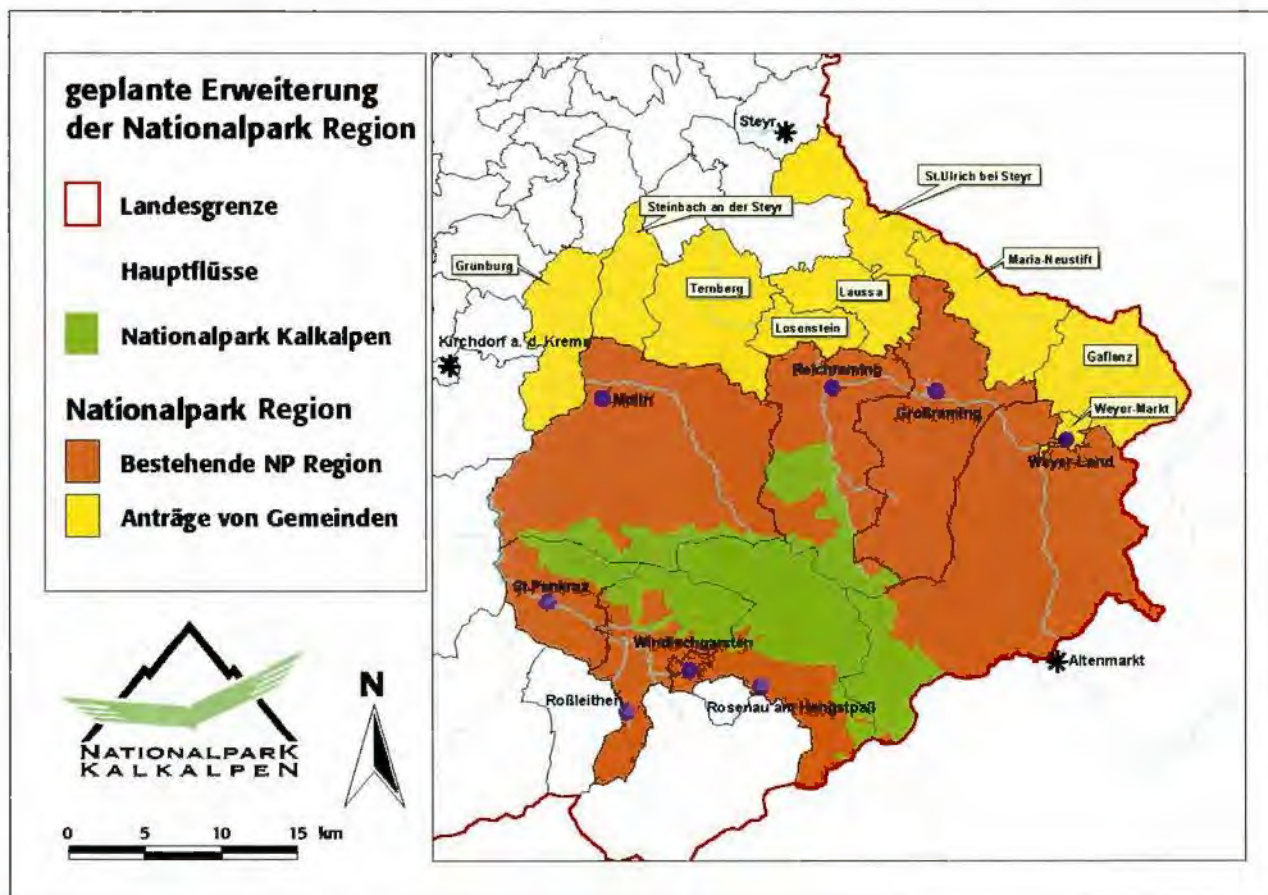 geplante Erweiterung
der Nationalpark Region
Landesgrenze
Hauptflüsse
Nationalpark Kalkalpen
Nationalpark Region
Bestehende NP Region
Anträge von Gemeinden
NATIONALPARK
KALKALPEN
N
0 5 10 15 km
Steyr
St.Ulrich bei Steyr
Steinbach an der Steyr
Maria-Neustift
Grünburg
Ternberg
Laussa
Losenstein
Gaflenz
Kirchdorf a. d. Krems
Reichraming
Molln
Großraming
Weyer-Markt
Weyer-Land
St.Pankraz
Windischgarsten
Altenmarkt
Roßleithen
Rosenau am Hengstpaß